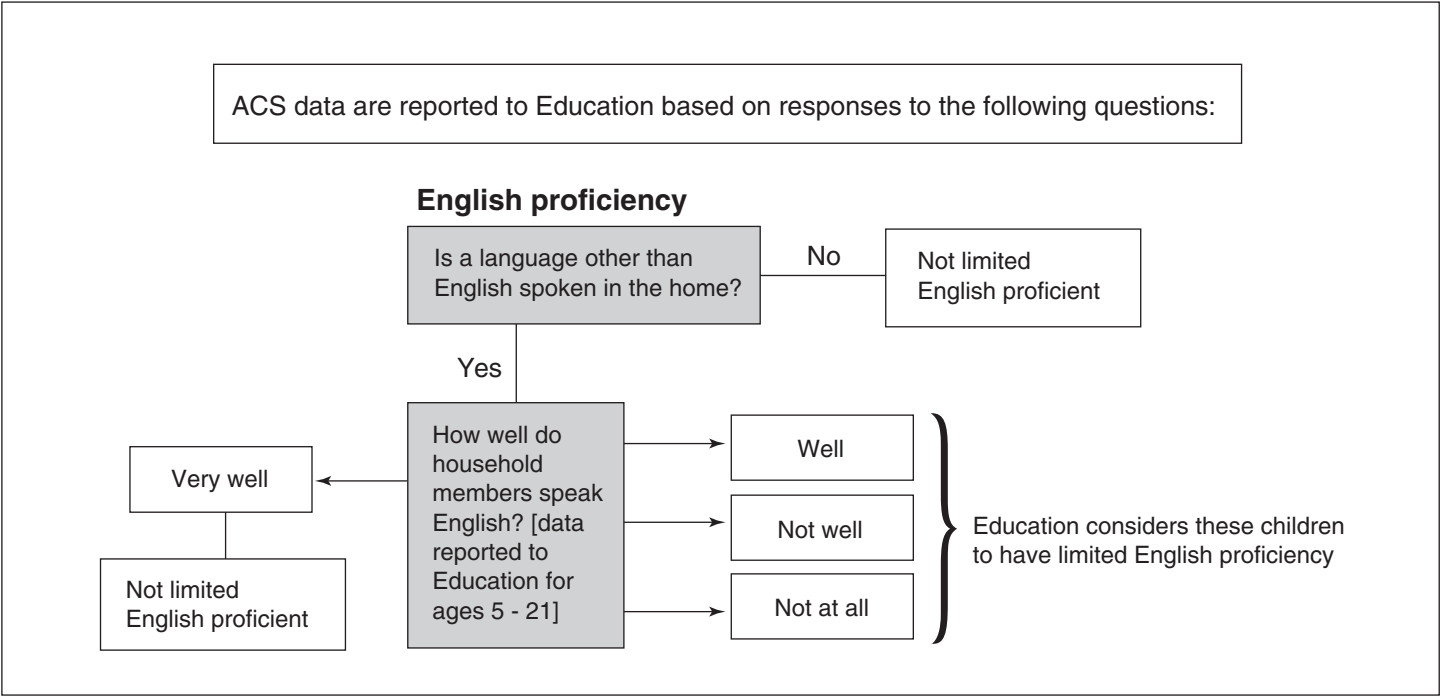 ACS data are reported to Education based on responses to the following questions:
English proficiency
Is a language other than
English spoken in the home?
No
Not limited
English proficient
Yes
How well do
household
members speak
English? [data
reported to
Education for
ages 5 - 21]
Very well
Not limited
English proficient
Well
Not well
Not at all
Education considers these children
to have limited English proficiency